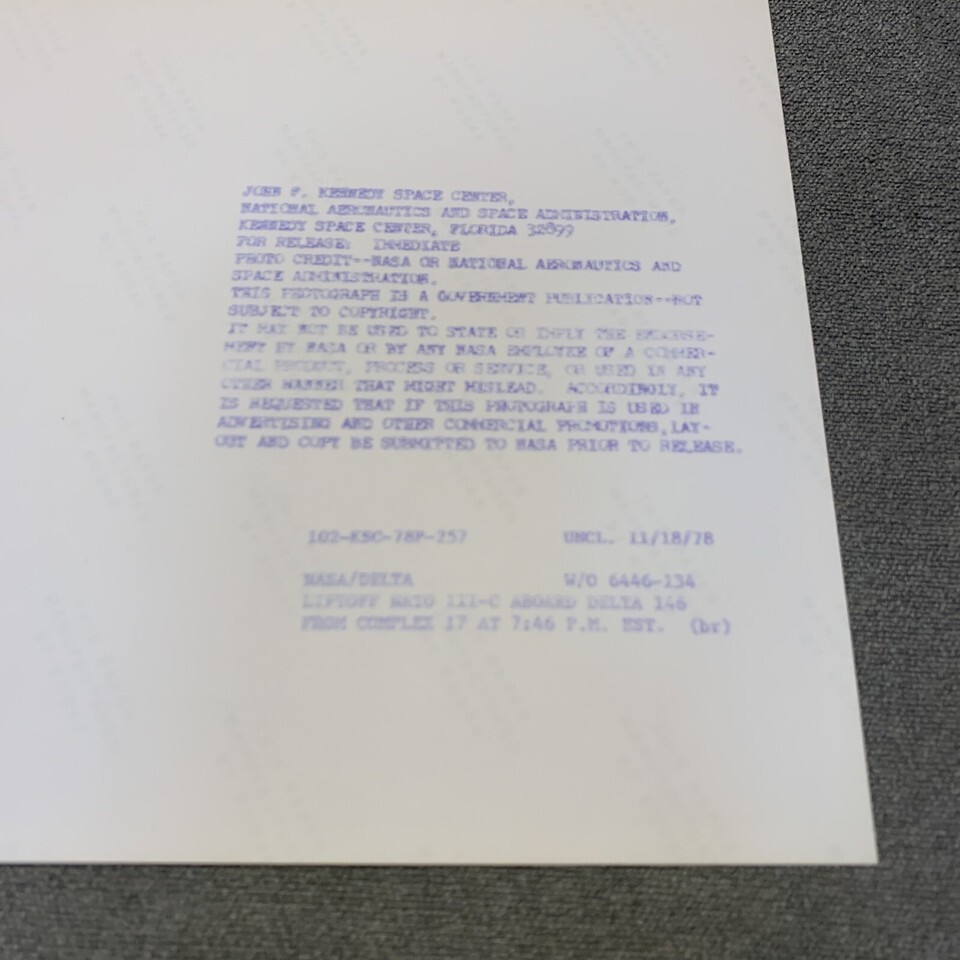 JOHN F. KENNEDY SPACE CENTER,
NATIONAL AERONAUTICS AND SPACE ADMINISTRATION,
KENNEDY SPACE CENTER, FLORIDA 32899
FOR RELEASE: IMMEDIATE
PHOTO CREDIT--NASA OR NATIONAL AERONAUTICS AND
SPACE ADMINISTRATION.
THIS PHOTOGRAPH IS A GOVERNMENT PUBLICATION--NOT
SUBJECT TO COPYRIGHT.
IT MAY NOT BE USED TO STATE OR IMPLY THE ENDORSE-
MENT BY NASA OR BY ANY NASA EMPLOYEE OF A COMMER-
CIAL PRODUCT, PROCESS OR SERVICE, OR USED IN ANY
OTHER MANNER THAT MIGHT MISLEAD. ACCORDINGLY, IT
IS REQUESTED THAT IF THIS PHOTOGRAPH IS USED IN
ADVERTISING AND OTHER COMMERCIAL PROMOTIONS, LAY-
OUT AND COPY BE SUBMITTED TO NASA PRIOR TO RELEASE.
102-KSC-78P-257 UNCL. 11/18/78
NASA/DELTA W/O 6446-134
LIFTOFF NATO III-C ABOARD DELTA 146
FROM COMPLEX 17 AT 7:46 P.M. EST. (br)